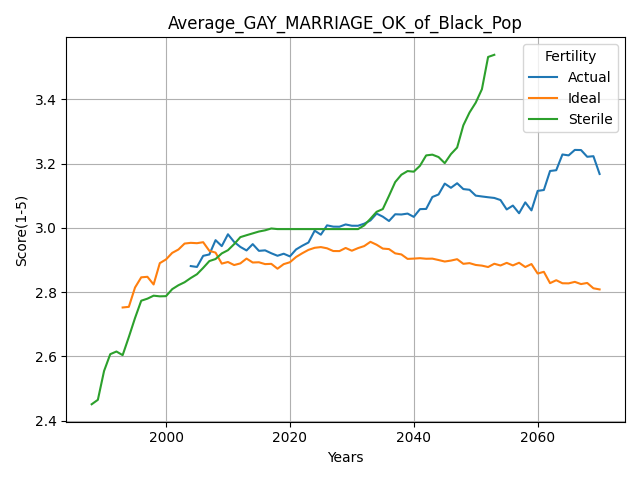 Average_GAY_MARRIAGE_OK_of_Black_Pop
Fertility
Actual
Ideal
Sterile
Score(1-5)
3.4
3.2
3.0
2.8
2.6
2.4
2000
2020
2040
2060
Years